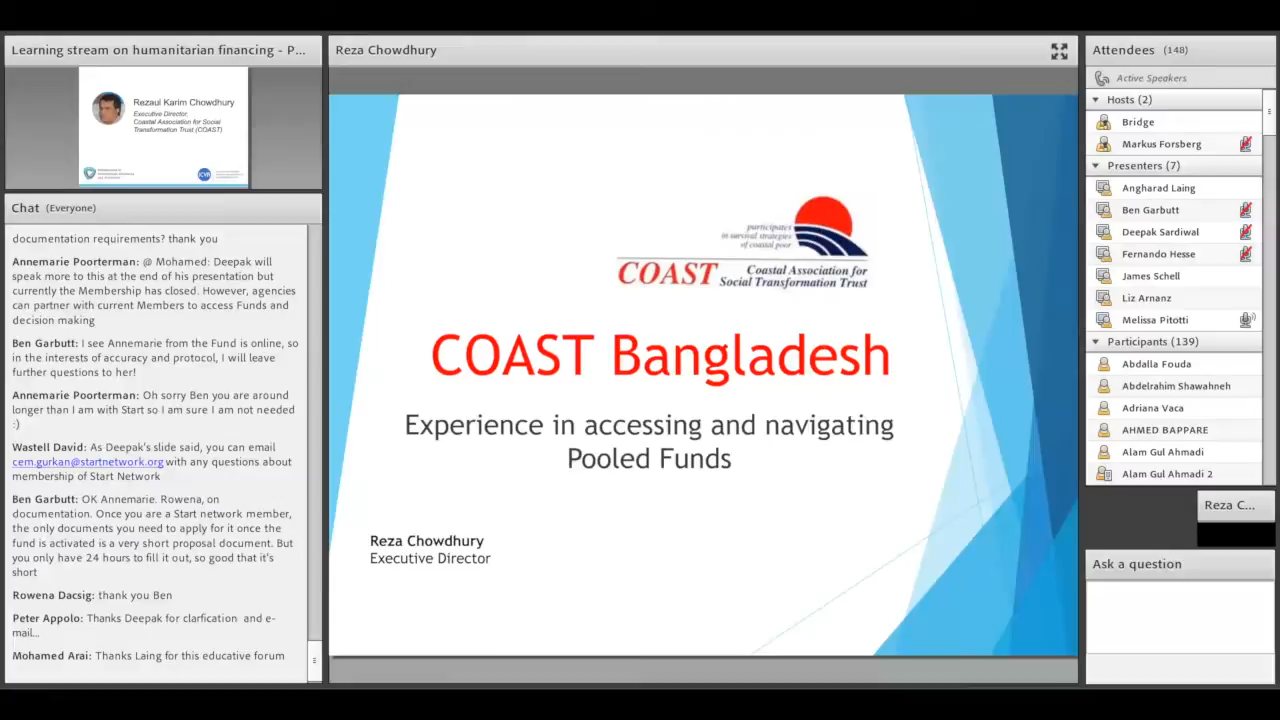 Learning stream on humanitarian financing - P...
Rezaul Karim Chowdhury
Executive Director,
Coastal Association for Social
Transformation Trust (COAST)
ICVA
Chat (Everyone)
documentation requirements? thank you
Annemarie Poorterman: @ Mohamed: Deepak will
speak more to this at the end of his presentation but
currently the Membership has closed. However, agencies
can partner with current Members to access Funds and
decision making
Ben Garbutt: I see Annemarie from the Fund is online, so
in the interests of accuracy and protocol, I will leave
further questions to her!
Annemarie Poorterman: Oh sorry Ben you are around
longer than I am with Start so I am sure I am not needed
:)
Wastell David: As Deepak's slide said, you can email
cem.gurkan@startnetwork.org with any questions about
membership of Start Network
Ben Garbutt: OK Annemarie. Rowena, on
documentation. Once you are a Start network member,
the only documents you need to apply for it once the
fund is activated is a very short proposal document. But
you only have 24 hours to fill it out, so good that it's
short
Rowena Dacsig: thank you Ben
Peter Appolo: Thanks Deepak for clarfication and e-
mail...
Mohamed Arai: Thanks Laing for this educative forum
Reza Chowdhury
participates
in survival strategies
of coastal poor
COAST Coastal Association for
Social Transformation Trust
COAST Bangladesh
Experience in accessing and navigating
Pooled Funds
Reza Chowdhury
Executive Director
Attendees (148)
Active Speakers
Hosts (2)
Bridge
Markus Forsberg
Presenters (7)
Angharad Laing
Ben Garbutt
Deepak Sardiwal
Fernando Hesse
James Schell
Liz Arnanz
Melissa Pitotti
Participants (139)
Abdalla Fouda
Abdelrahim Shawahneh
Adriana Vaca
AHMED BAPPARE
Alam Gul Ahmadi
Alam Gul Ahmadi 2
Reza C...
Ask a question